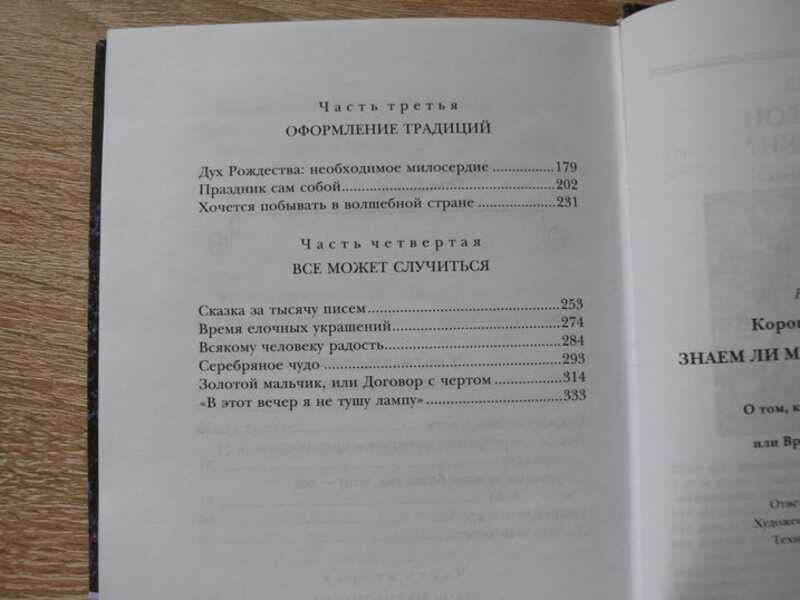 Часть третья
ОФОРМЛЕНИЕ ТРАДИЦИЙ
Дух Рождества: необходимое милосердие 179
Праздник сам собой 202
Хочется побывать в волшебной стране 231
Часть четвертая
ВСЕ МОЖЕТ СЛУЧИТЬСЯ
Сказка за тысячу писем 253
Время елочных украшений 274
Всякому человеку радость 284
Серебряное чудо 293
Золотой мальчик, или Договор с чертом 314
«В этот вечер я не тушу лампу» 333
ЗНАЕМ ЛИ М
О том, к
или Вр